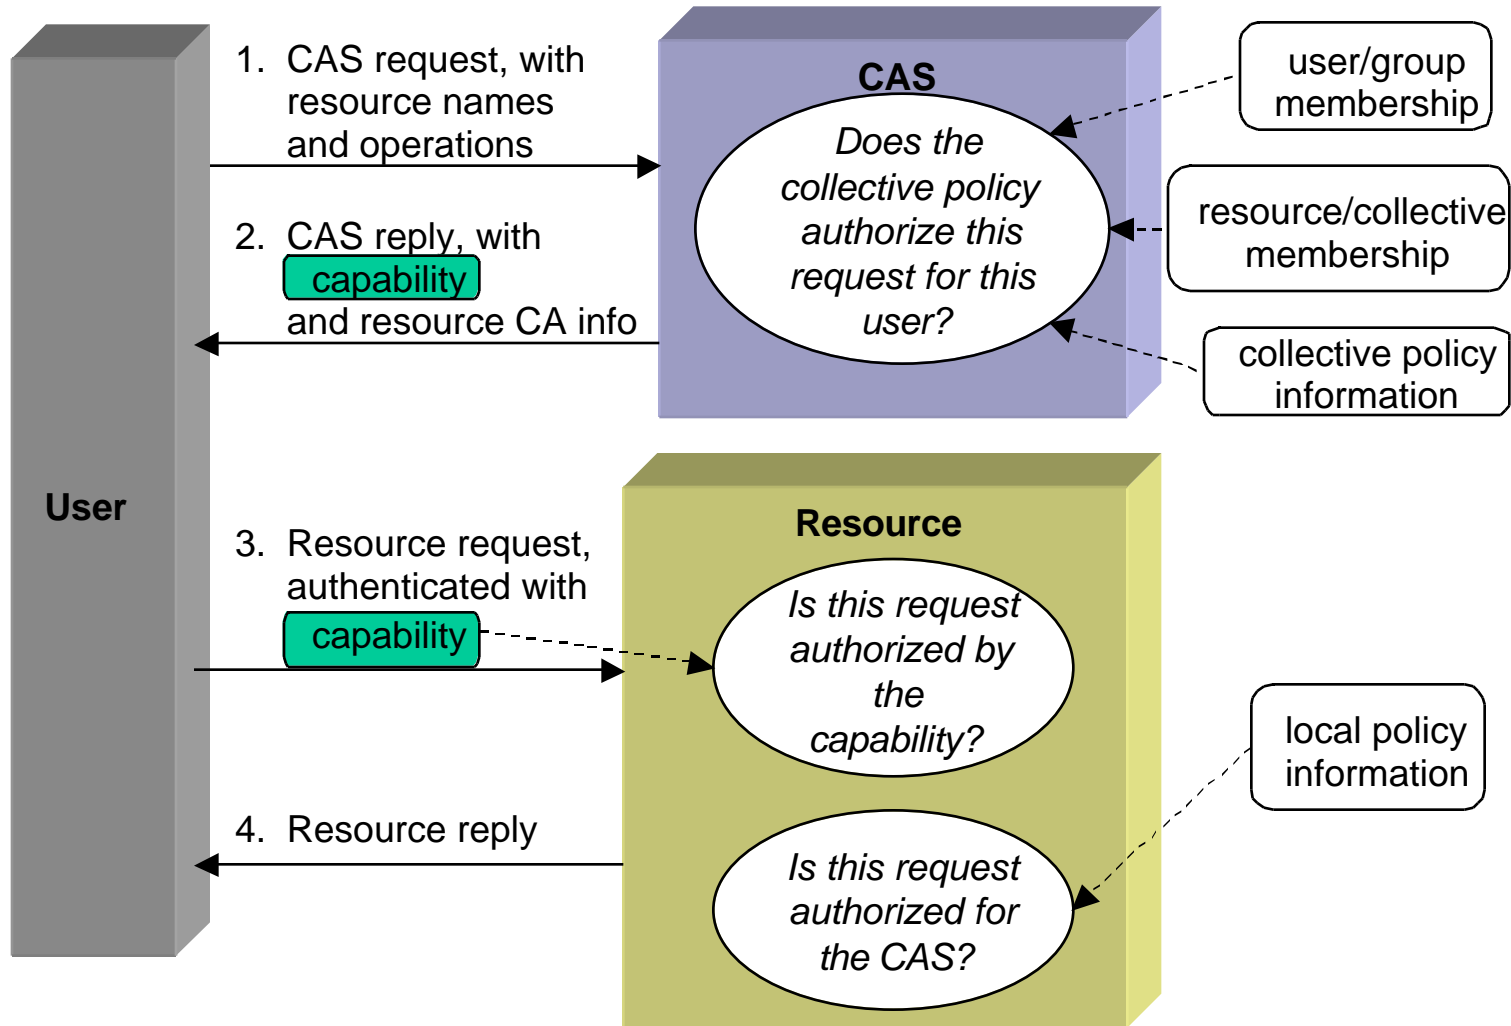 User
1. CAS request, with
resource names
and operations
2. CAS reply, with
capability
and resource CA info
CAS
Does the
collective policy
authorize this
request for this
user?
user/group
membership
resource/collective
membership
collective policy
information
3. Resource request,
authenticated with
capability
4. Resource reply
Resource
Is this request
authorized by
the
capability?
Is this request
authorized for
the CAS?
local policy
information